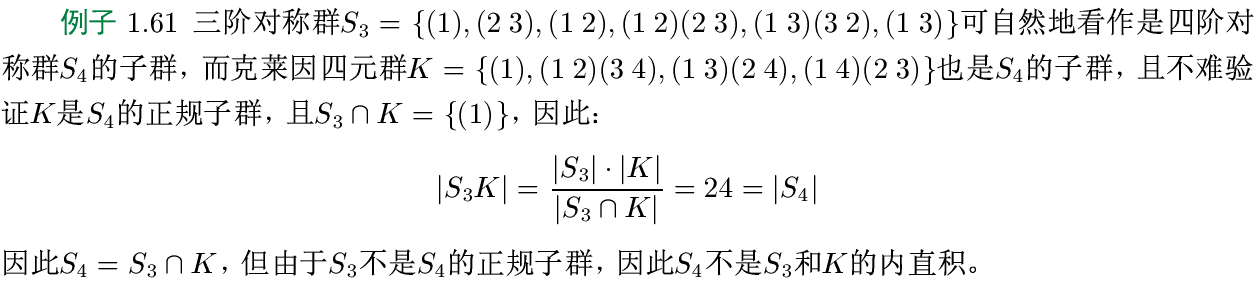 例子 1.61 三阶对称群S₃ = {(1), (2 3), (1 2), (1 2)(2 3), (1 3)(3 2), (1 3)}可自然地看作是四阶对
称群S₄的子群，而克莱因四元群K = {(1), (1 2)(3 4), (1 3)(2 4), (1 4)(2 3)}也是S₄的子群，且不难验
证K是S₄的正规子群，且S₃ ∩ K = {(1)}，因此：
|S₃K| = |S₃| · |K| / |S₃ ∩ K| = 24 = |S₄|
因此S₄ = S₃ ∩ K，但由于S₃不是S₄的正规子群，因此S₄不是S₃和K的内直积。